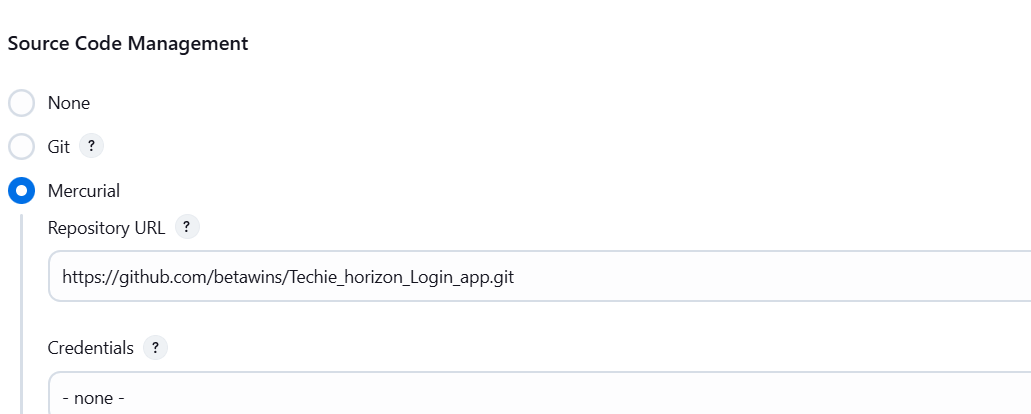 Source Code Management
None
Git ?
Mercurial
Repository URL ?
https://github.com/betawins/Techie_horizon_Login_app.git
Credentials ?
- none -